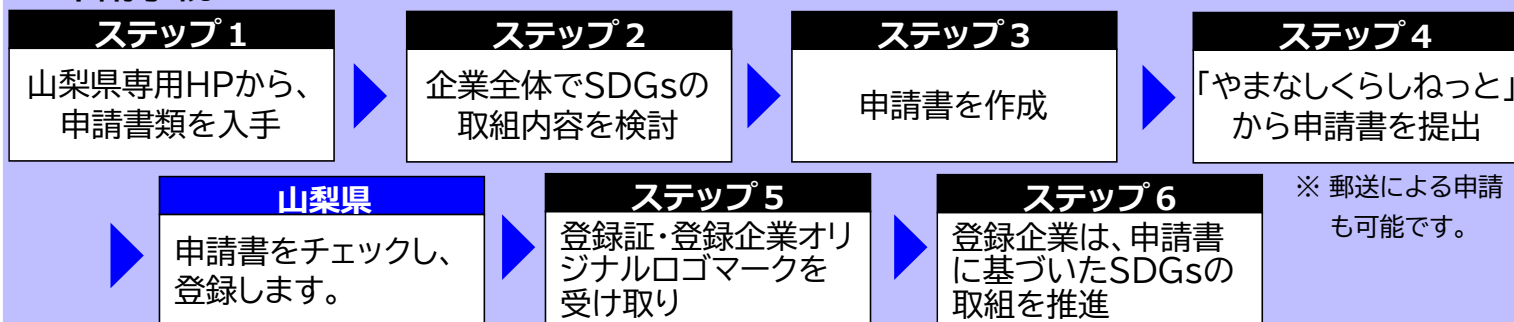 ステップ1
山梨県専用HPから、
申請書類を入手
ステップ2
企業全体でSDGsの
取組内容を検討
ステップ3
申請書を作成
ステップ4
「やまなしくらしねっと」
から申請書を提出
※ 郵送による申請
も可能です。
山梨県
申請書をチェックし、
登録します。
ステップ5
登録証・登録企業オリ
ジナルロゴマークを
受け取り
ステップ6
登録企業は、申請書
に基づいたSDGsの
取組を推進